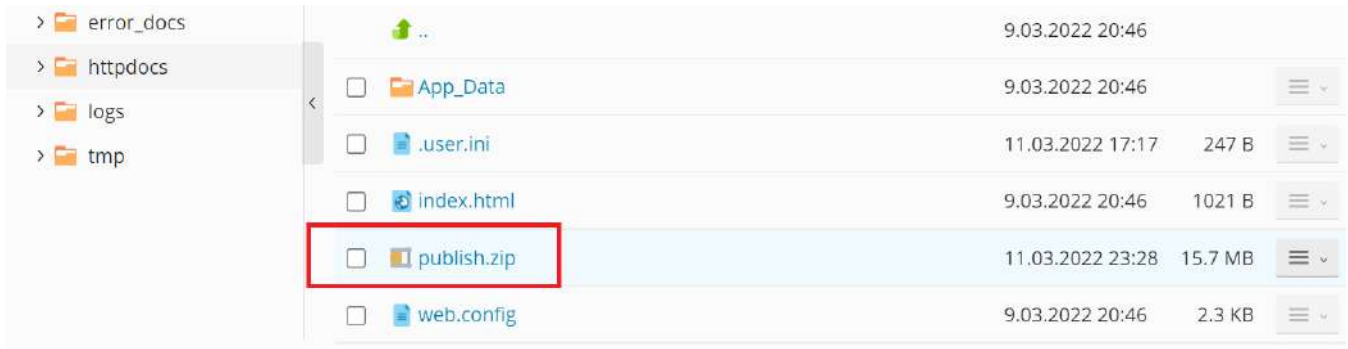 error_docs
httpdocs
logs
tmp
.. 9.03.2022 20:46
App_Data 9.03.2022 20:46
.user.ini 11.03.2022 17:17 247 B
index.html 9.03.2022 20:46 1021 B
publish.zip 11.03.2022 23:28 15.7 MB
web.config 9.03.2022 20:46 2.3 KB